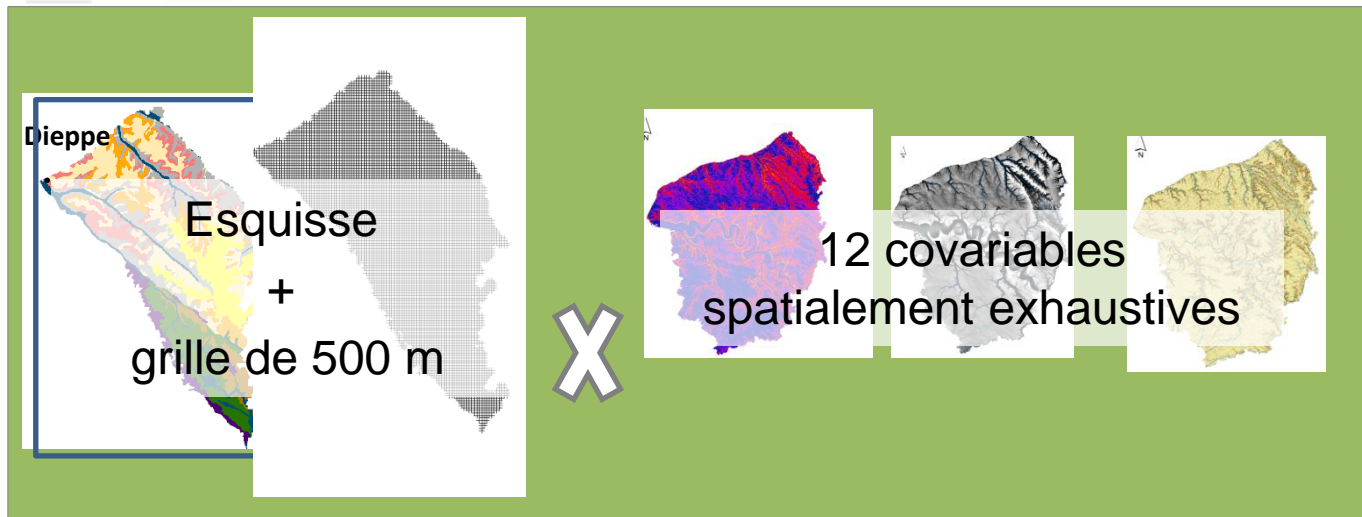 Dieppe
Esquisse
+
grille de 500 m
12 covariables
spatialement exhaustives
N
N